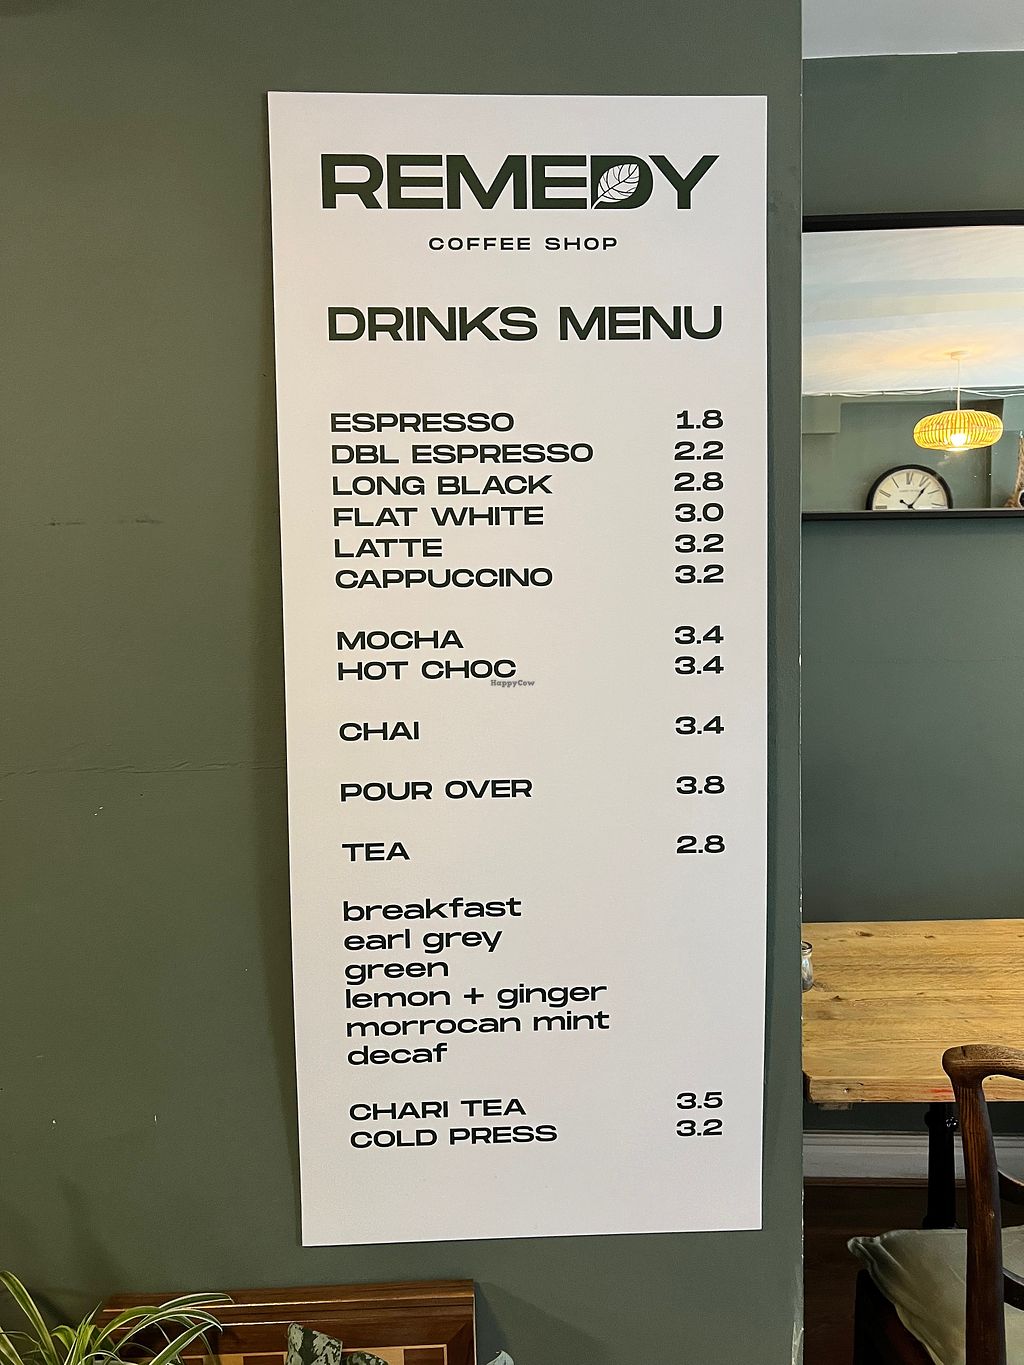 REMEDY
COFFEE SHOP
DRINKS MENU
ESPRESSO 1.8
DBL ESPRESSO 2.2
LONG BLACK 2.8
FLAT WHITE 3.0
LATTE 3.2
CAPPUCCINO 3.2
MOCHA 3.4
HOT CHOC 3.4
HappyCow
CHAI 3.4
POUR OVER 3.8
TEA 2.8
breakfast
earl grey
green
lemon + ginger
morrocan mint
decaf
CHARI TEA 3.5
COLD PRESS 3.2